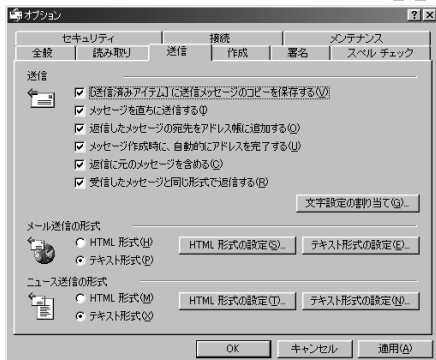 オプション
セキュリティ 接続 メンテナンス
全般 読み取り 送信 作成 署名 スペル チェック
送信
[送信済みアイテム]に送信メッセージのコピーを保存する(V)
メッセージを直ちに送信する(I)
返信したメッセージの宛先をアドレス帳に追加する(O)
メッセージ作成時に、自動的にアドレスを完了する(U)
返信に元のメッセージを含める(C)
受信したメッセージと同じ形式で返信する(R)
文字設定の割り当て(G)...
メール送信の形式
HTML 形式(H) HTML 形式の設定(S)... テキスト形式の設定(E)...
テキスト形式(P)
ニュース送信の形式
HTML 形式(M) HTML 形式の設定(T)... テキスト形式の設定(N)...
テキスト形式(X)
OK キャンセル 適用(A)